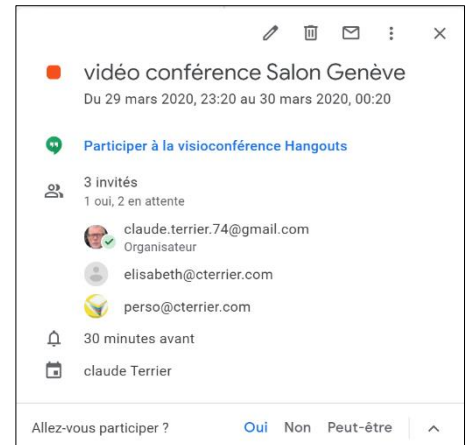 vidéo conférence Salon Genève
Du 29 mars 2020, 23:20 au 30 mars 2020, 00:20
Participer à la visioconférence Hangouts
3 invités
1 oui, 2 en attente
claude.terrier.74@gmail.com
Organisateur
elisabeth@cterrier.com
perso@cterrier.com
30 minutes avant
claude Terrier
Allez-vous participer ? Oui Non Peut-être